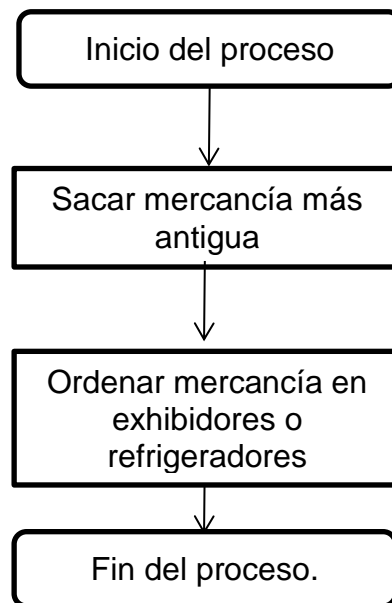 Inicio del proceso
Sacar mercancía más
antigua
Ordenar mercancía en
exhibidores o
refrigeradores
Fin del proceso.